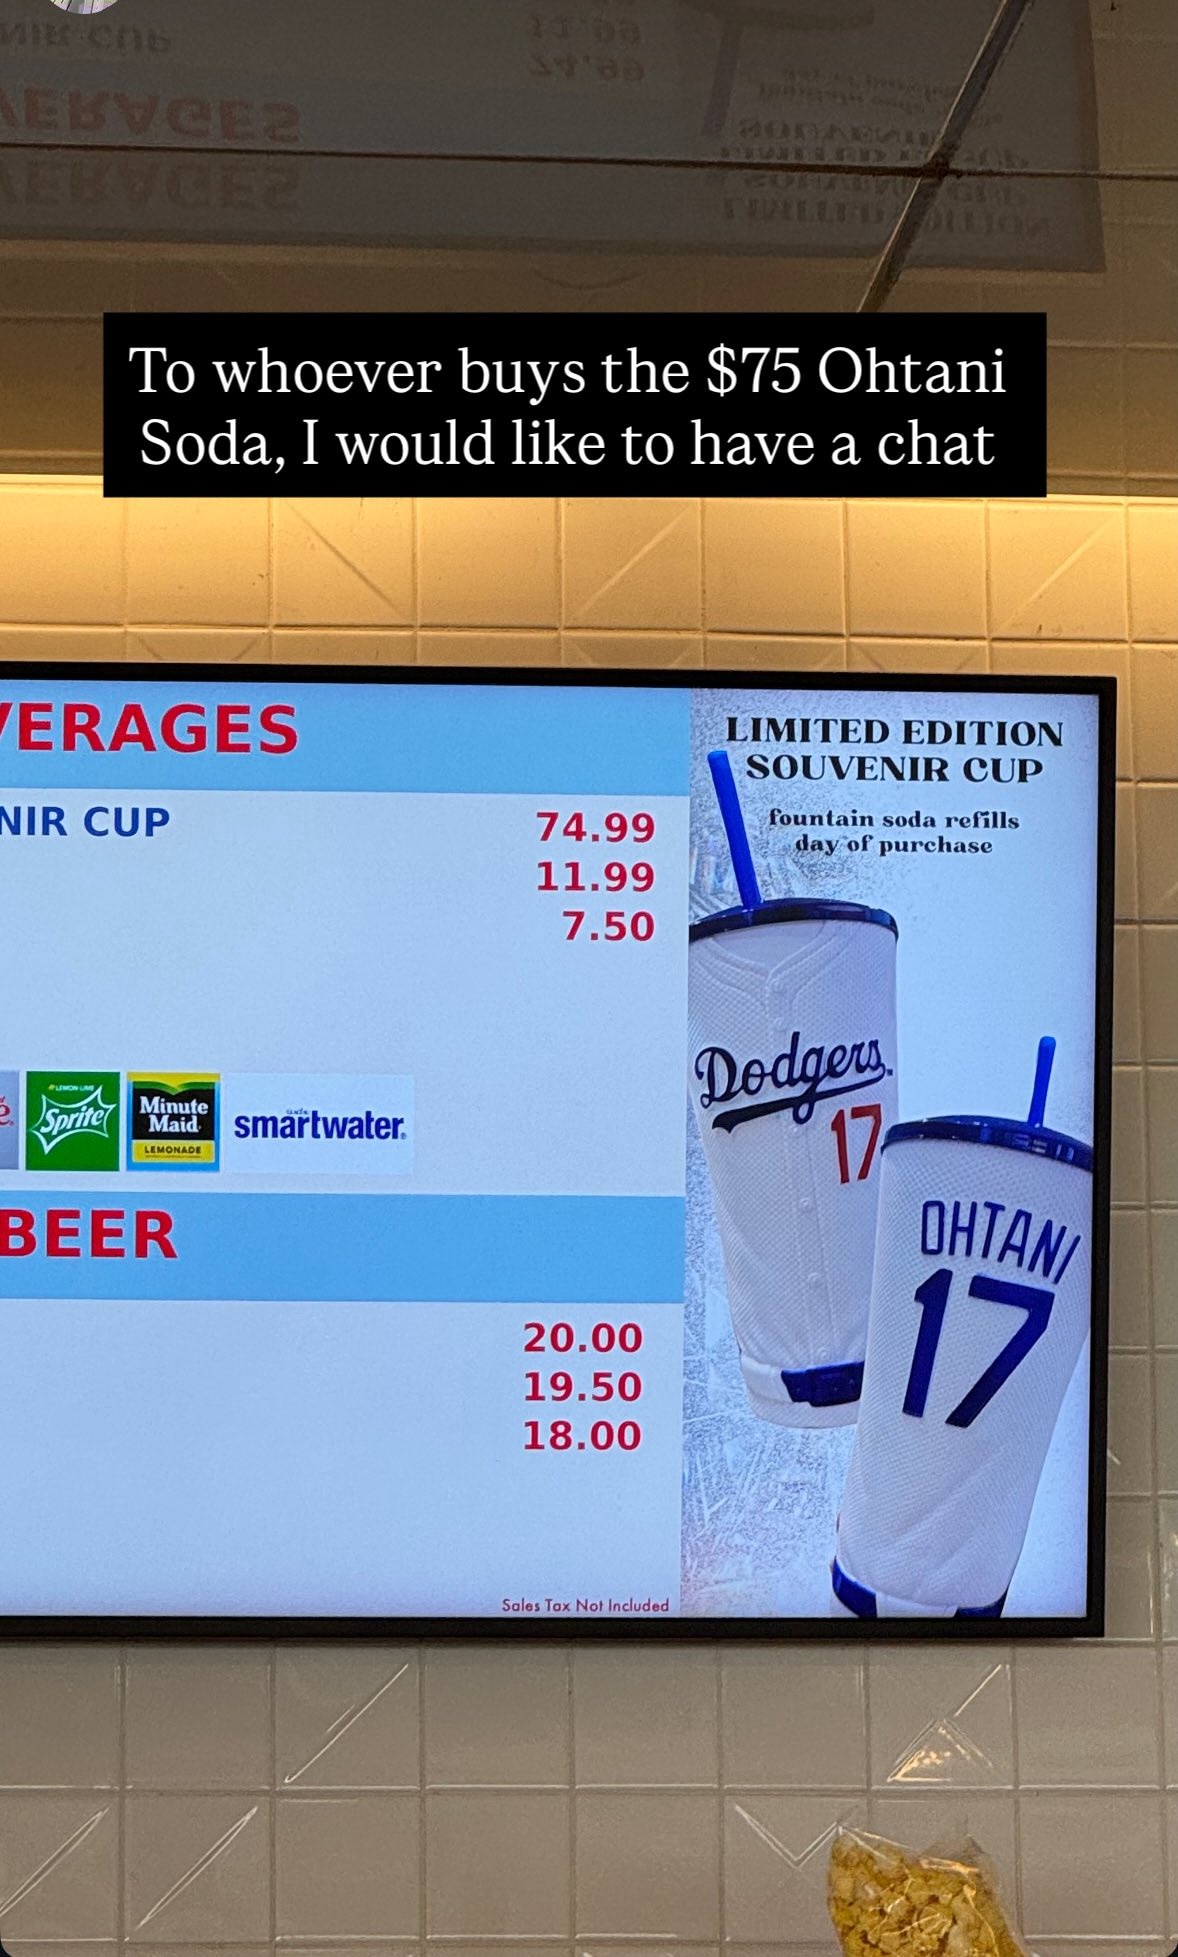 To whoever buys the $75 Ohtani
Soda, I would like to have a chat
VERAGES
NIR CUP 74.99
11.99
7.50
LIMITED EDITION
SOUVENIR CUP
fountain soda refills
day of purchase
Dodgers
17
OHTANI
17
LEMON-LIME
Sprite
Minute
Maid
LEMONADE
smartwater
BEER
20.00
19.50
18.00
Sales Tax Not Included